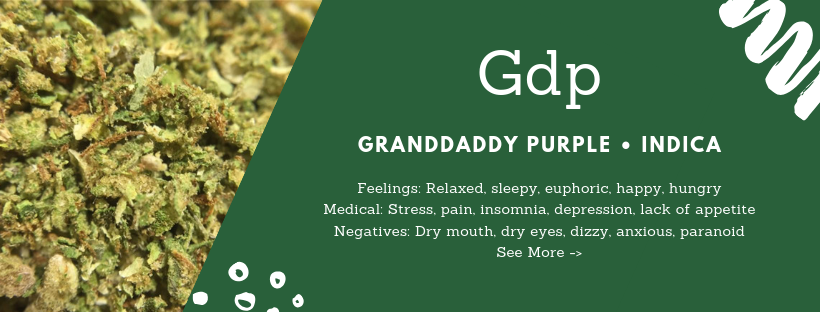 Gdp
GRANDDADDY PURPLE • INDICA
Feelings: Relaxed, sleepy, euphoric, happy, hungry
Medical: Stress, pain, insomnia, depression, lack of appetite
Negatives: Dry mouth, dry eyes, dizzy, anxious, paranoid
See More ->